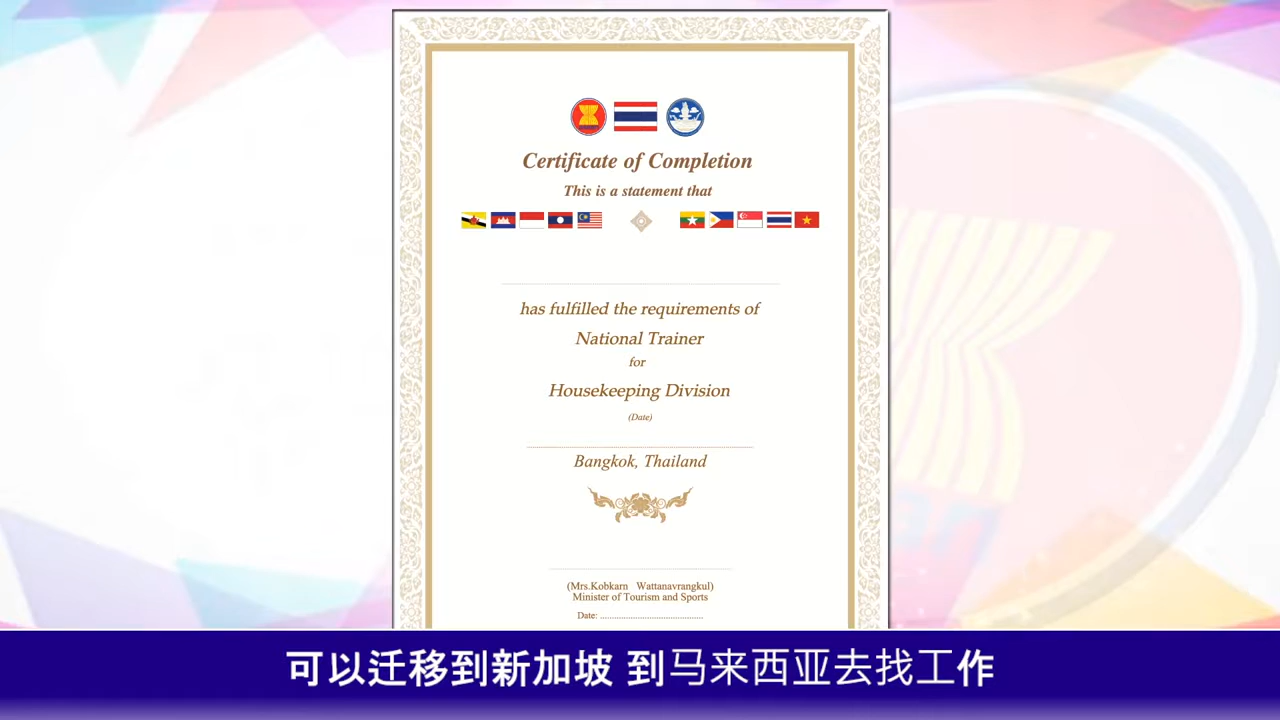 Certificate of Completion
This is a statement that
has fulfilled the requirements of
National Trainer
for
Housekeeping Division
(Date)
Bangkok, Thailand
(Mrs.Kobkarn Wattanavrangkul)
Minister of Tourism and Sports
Date: ............................................
可以迁移到新加坡 到马来西亚去找工作